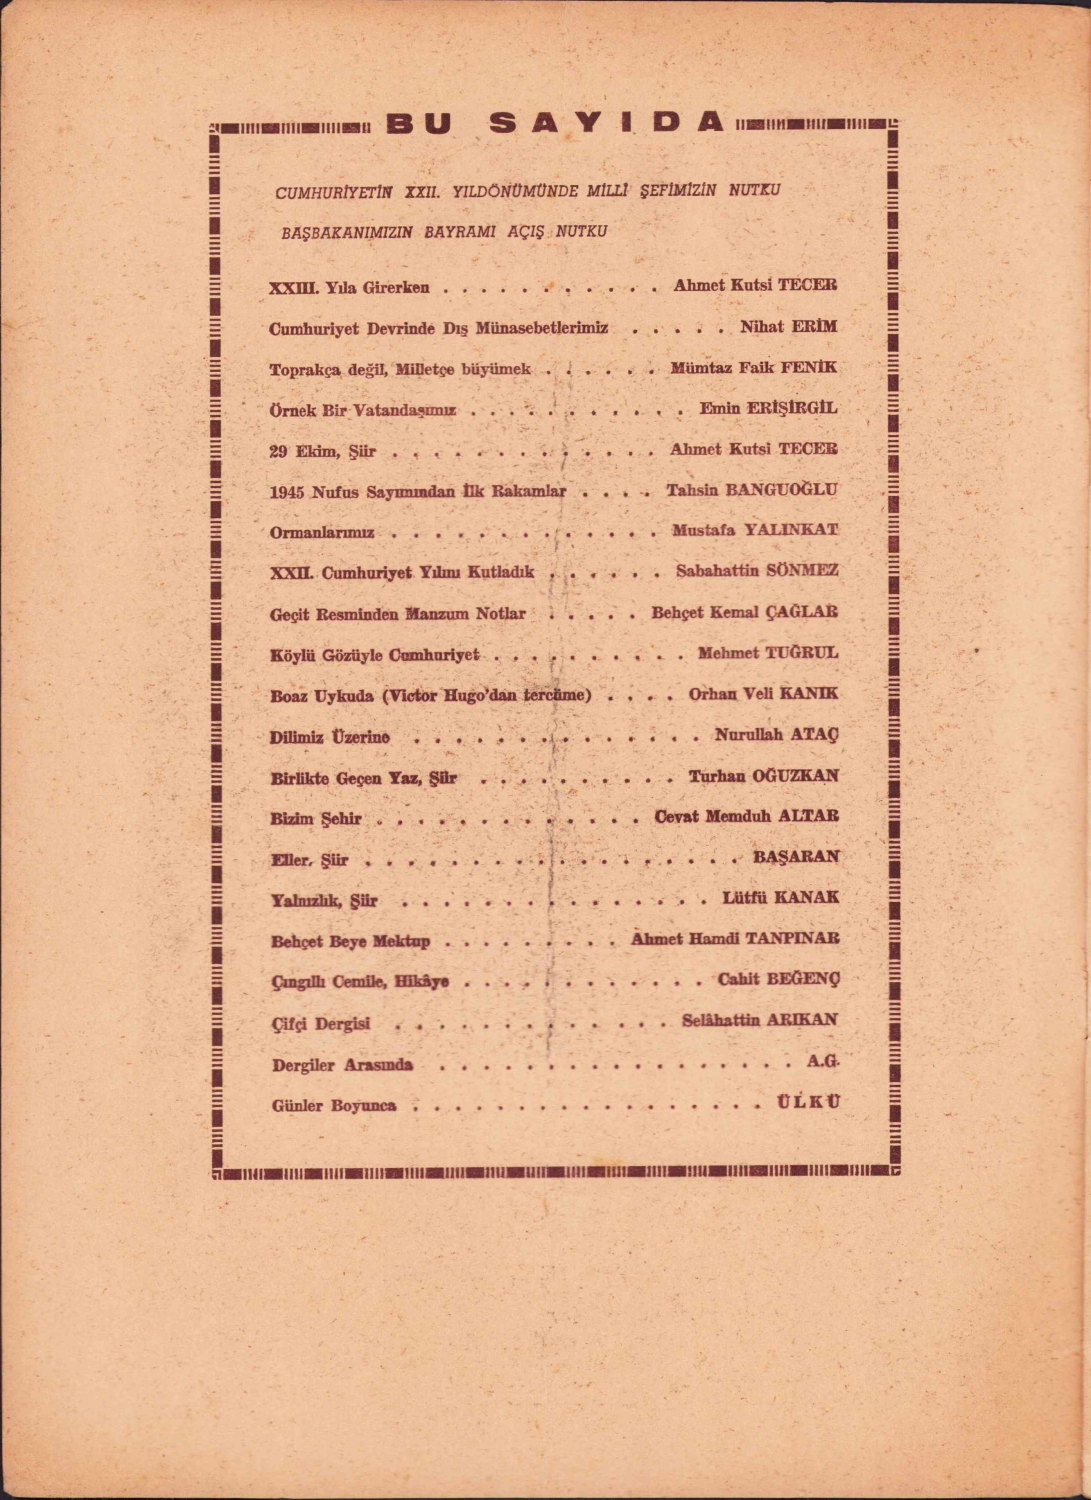 BU SAYIDA
CUMHURİYETİN XXII. YILDÖNÜMÜNDE MİLLÎ ŞEFİMİZİN NUTKU
BAŞBAKANIMIZIN BAYRAMI AÇIŞ NUTKU
XXIII. Yıla Girerken . . . . . . . . . . . Ahmet Kutsi TECER
Cumhuriyet Devrinde Dış Münasebetlerimiz . . . . . Nihat ERİM
Toprakça değil, Milletçe büyümek . . . . . . Mümtaz Faik FENİK
Örnek Bir Vatandaşımız . . . . . . . . . . . Emin ERİŞİRGİL
29 Ekim, Şiir . . . . . . . . . . . . . Ahmet Kutsi TECER
1945 Nufus Sayımından İlk Rakamlar . . . . Tahsin BANGUOĞLU
Ormanlarımız . . . . . . . . . . . . . Mustafa YALINKAT
XXII. Cumhuriyet Yılını Kutladık . . . . . . Sabahattin SÖNMEZ
Geçit Resminden Manzum Notlar . . . . . Behçet Kemal ÇAĞLAR
Köylü Gözüyle Cumhuriyet . . . . . . . . . . Mehmet TUĞRUL
Boaz Uykuda (Victor Hugo'dan tercüme) . . . . Orhan Veli KANIK
Dilimiz Üzerine . . . . . . . . . . . . . . Nurullah ATAÇ
Birlikte Geçen Yaz, Şiir . . . . . . . . . . Turhan OĞUZKAN
Bizim Şehir . . . . . . . . . . . . . Cevat Memduh ALTAR
Eller, Şiir . . . . . . . . . . . . . . . . . . BAŞARAN
Yalnızlık, Şiir . . . . . . . . . . . . . . . Lûtfü KANAK
Behçet Beye Mektup . . . . . . . . . Ahmet Hamdi TANPINAR
Çıngıllı Cemile, Hikâye . . . . . . . . . . . . Cahit BEĞENÇ
Çifçi Dergisi . . . . . . . . . . . . . Selâhattin ARIKAN
Dergiler Arasında . . . . . . . . . . . . . . . . . A.G.
Günler Boyunca . . . . . . . . . . . . . . . . . ÜLKÜ